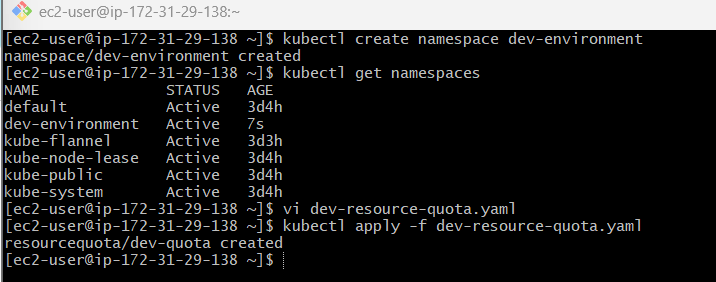 ec2-user@ip-172-31-29-138:~
[ec2-user@ip-172-31-29-138 ~]$ kubectl create namespace dev-environment
namespace/dev-environment created
[ec2-user@ip-172-31-29-138 ~]$ kubectl get namespaces
NAME              STATUS   AGE
default           Active   3d4h
dev-environment   Active   7s
kube-flannel      Active   3d3h
kube-node-lease   Active   3d4h
kube-public       Active   3d4h
kube-system       Active   3d4h
[ec2-user@ip-172-31-29-138 ~]$ vi dev-resource-quota.yaml
[ec2-user@ip-172-31-29-138 ~]$ kubectl apply -f dev-resource-quota.yaml
resourcequota/dev-quota created
[ec2-user@ip-172-31-29-138 ~]$